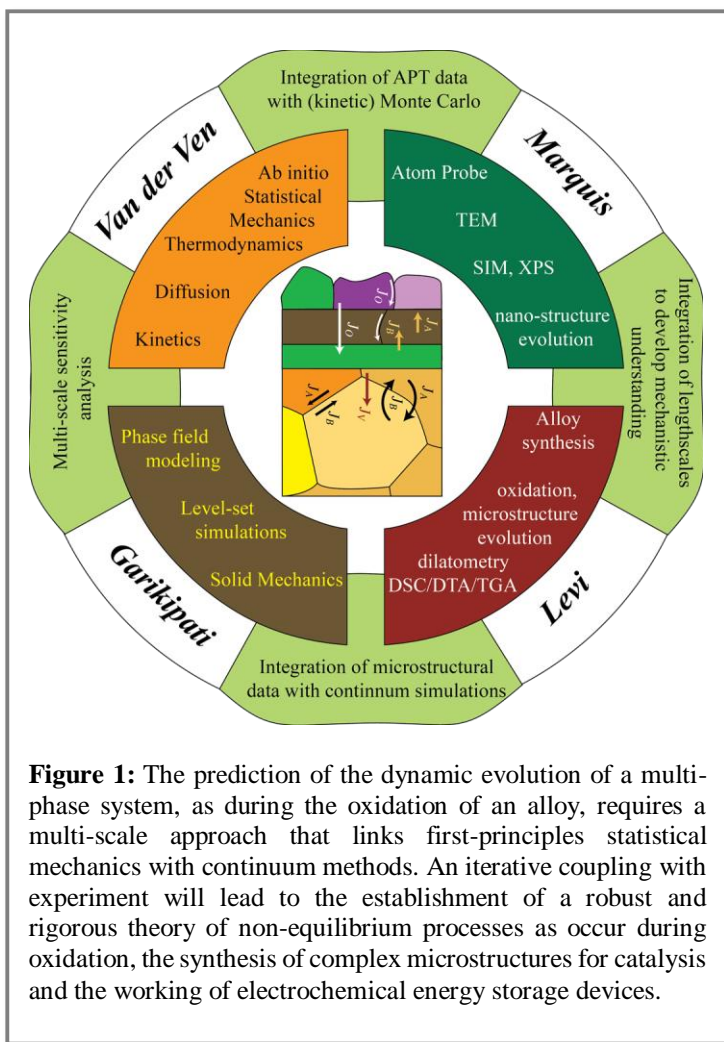 Integration of APT data
with (kinetic) Monte Carlo
Van der Ven
Marquis
Ab initio
Statistical
Mechanics
Thermodynamics
Diffusion
Kinetics
Atom Probe
TEM
SIM, XPS
nano-structure
evolution
Multi-scale sensitivity
analysis
Integration of lengthscales
to develop mechanistic
understanding
J_O
J_O
J_B
J_A
J_A
J_B
J_V
J_B
J_A
Phase field
modeling
Level-set
simulations
Solid Mechanics
Alloy
synthesis
oxidation,
microstructure
evolution
dilatometry
DSC/DTA/TGA
Garikipati
Levi
Integration of microstructural
data with continnum simulations
Figure 1: The prediction of the dynamic evolution of a multi-
phase system, as during the oxidation of an alloy, requires a
multi-scale approach that links first-principles statistical
mechanics with continuum methods. An iterative coupling with
experiment will lead to the establishment of a robust and
rigorous theory of non-equilibrium processes as occur during
oxidation, the synthesis of complex microstructures for catalysis
and the working of electrochemical energy storage devices.